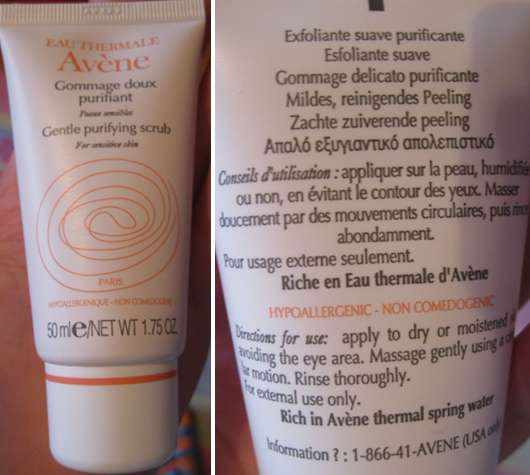 EAU THERMALE
Avène
Gommage doux
purifiant
Peaux sensibles
Gentle purifying scrub
For sensitive skin
PARIS
HYPOALLERGENIQUE - NON COMEDOGENE
50 ml e/NET WT 1.75 OZ.
Exfoliante suave purificante
Esfoliante suave
Gommage delicato purificante
Mildes, reinigendes Peeling
Zachte zuiverende peeling
Απαλό εξυγιαντικό απολεπιστικό
Conseils d'utilisation : appliquer sur la peau, humidifiée
ou non, en évitant le contour des yeux. Masser
doucement par des mouvements circulaires, puis rincer
abondamment.
Pour usage externe seulement.
Riche en Eau thermale d'Avène
HYPOALLERGENIC - NON COMEDOGENIC
Directions for use: apply to dry or moistened
avoiding the eye area. Massage gently using a
lar motion. Rinse thoroughly.
For external use only.
Rich in Avène thermal spring water
Information ? : 1-866-41-AVENE (USA only